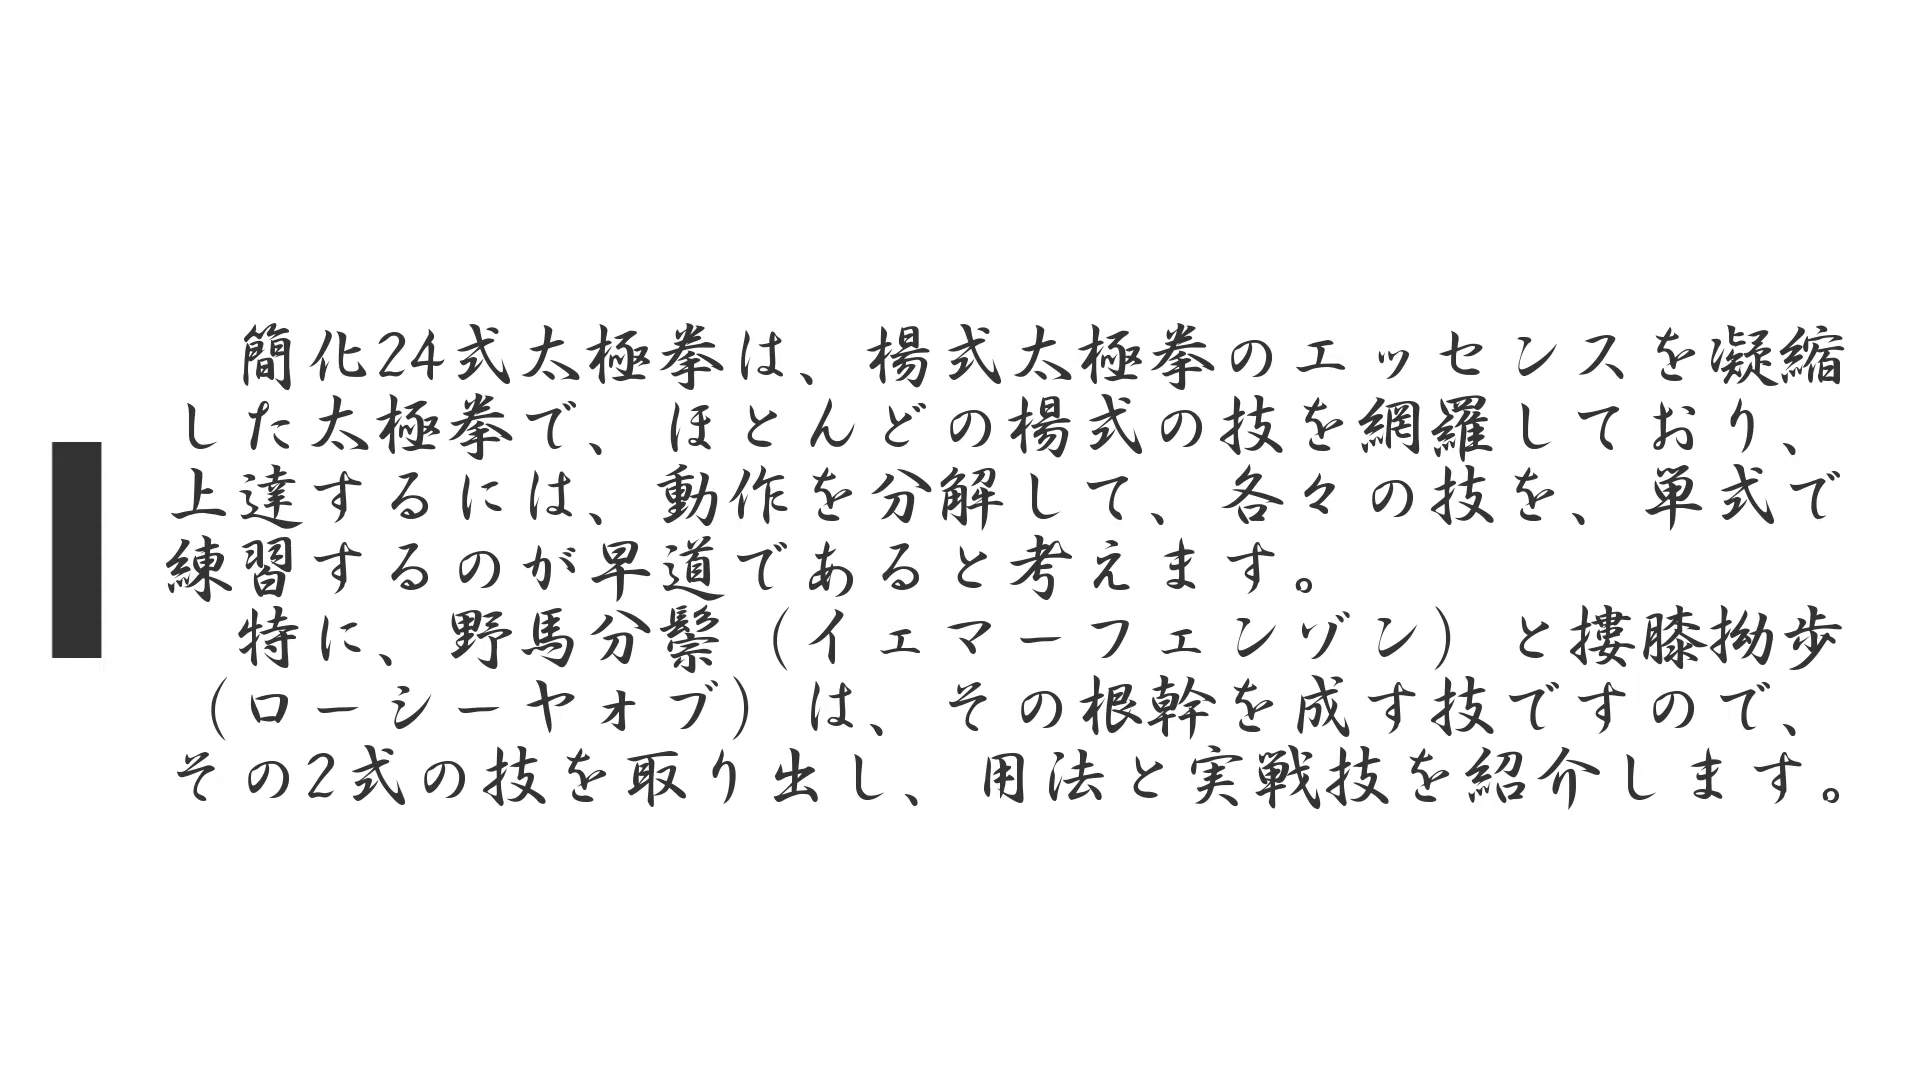 簡化24式太極拳は、楊式太極拳のエッセンスを凝縮
した太極拳で、ほとんどの楊式の技を網羅しており、
上達するには、動作を分解して、各々の技を、単式で
練習するのが早道であると考えます。
特に、野馬分鬃（イェマーフェンゾン）と摟膝拗歩
（ローシーヤォブ）は、その根幹を成す技ですので、
その2式の技を取り出し、用法と実戦技を紹介します。